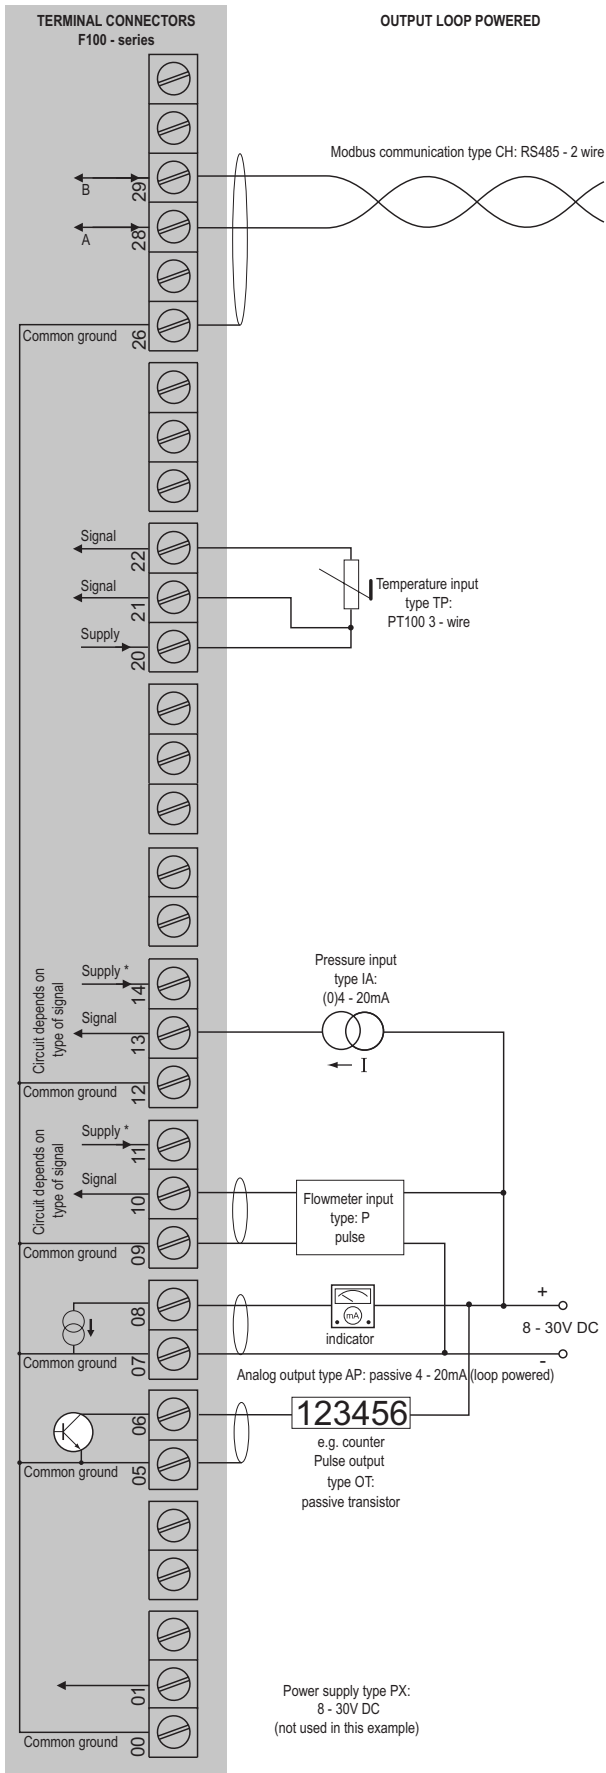 TERMINAL CONNECTORS
F100 - series
OUTPUT LOOP POWERED
Modbus communication type CH: RS485 - 2 wire
B
29
A
28
Common ground
26
Signal
22
Signal
21
Supply
20
Temperature input
type TP:
PT100 3 - wire
Pressure input
type IA:
(0)4 - 20mA
Circuit depends on
type of signal
Supply *
14
Signal
13
I
Common ground
12
Circuit depends on
type of signal
Supply *
11
Signal
10
Flowmeter input
type: P
pulse
Common ground
09
08
mA
indicator
+
8 - 30V DC
-
Common ground
07
Analog output type AP: passive 4 - 20mA (loop powered)
06
123456
e.g. counter
Pulse output
type OT:
passive transistor
Common ground
05
01
Power supply type PX:
8 - 30V DC
(not used in this example)
Common ground
00